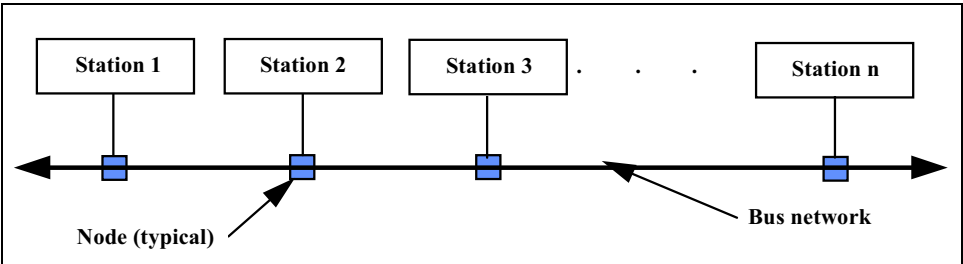 Station 1
Station 2
Station 3
. . .
Station n
Node (typical)
Bus network